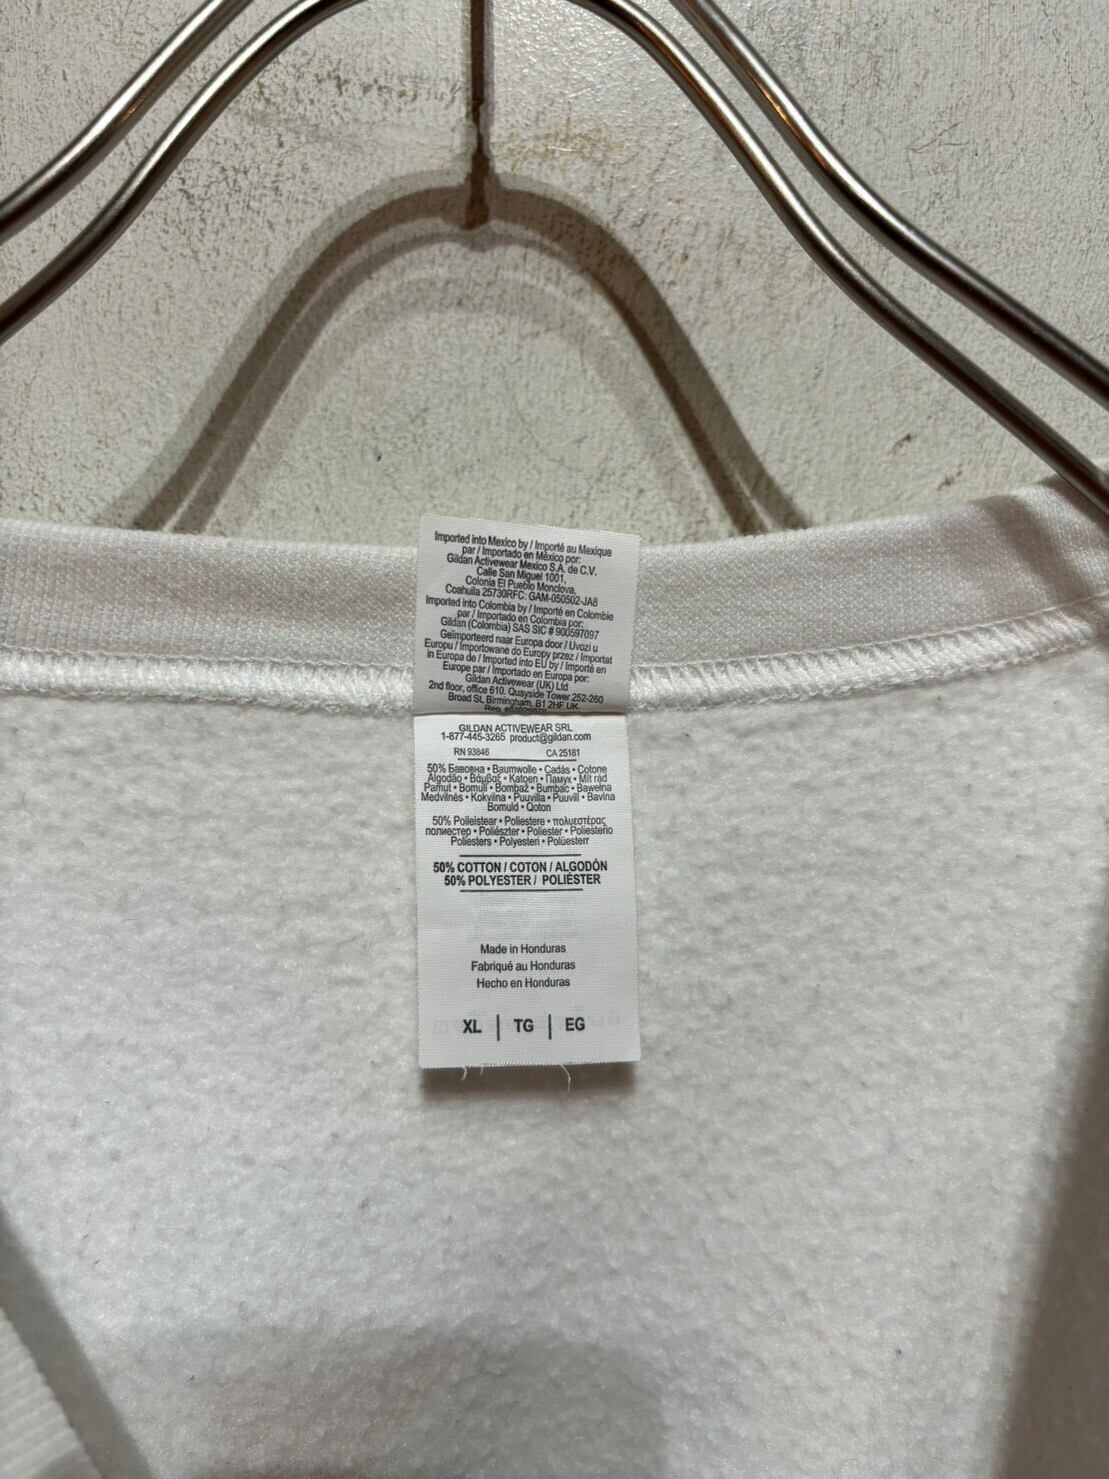 Imported into Mexico by / Importé au Mexique
par / Importado en México por:
Gildan Activewear Mexico S.A. de C.V.
Calle San Miguel 1001,
Colonia El Pueblo Monclova,
Coahuila 25730RFC: GAM-050502-JA8
Imported into Colombia by / Importé en Colombie
par / Importado en Colombia por:
Gildan (Colombia) SAS SIC # 900597097
Geïmporteerd naar Europa door / Uvozi u
Europu / Importowane do Europy przez / Importat
in Europa de / Imported into EU by / Importé en
Europe par / Importado en Europa por:
Gildan Activewear (UK) Ltd
2nd floor, office 610. Quayside Tower 252-260
Broad St, Birmingham, B1 2HF UK.
Reg.
GILDAN ACTIVEWEAR SRL
1-877-445-3265 product@gildan.com
RN 93846 CA 25181
50% Бавовна • Baumwolle • Cadás • Cotone
Algodão • Βάμβαξ • Katoen • Памук • Mit rád
Pamut • Bomull • Bombaž • Bumbac • Bawełna
Medvilnės • Kokvilna • Puuvilla • Puuvill • Bavlna
Bomuld • Qoton
50% Poileistear • Poliestere • πολυεστέρας
полиестер • Poliészter • Poliester • Poliesteris
Poliesters • Polyesteri • Polüesterr
50% COTTON / COTON / ALGODÓN
50% POLYESTER / POLIÉSTER
Made in Honduras
Fabriqué au Honduras
Hecho en Honduras
XL | TG | EG